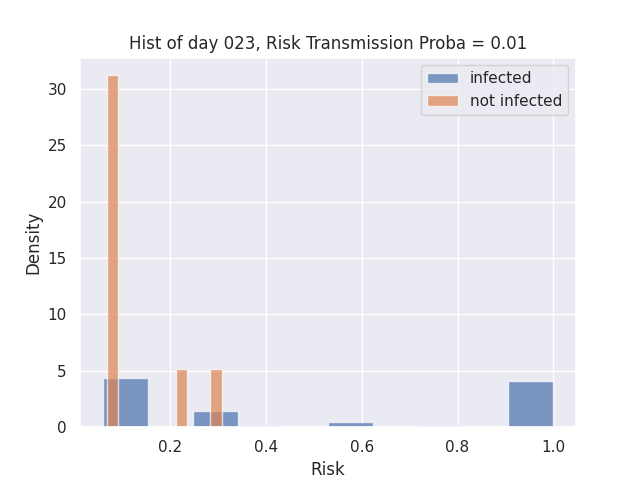 Hist of day 023, Risk Transmission Proba = 0.01
infected
not infected
30
25
20
15
10
5
0
Density
0.2 0.4 0.6 0.8 1.0
Risk